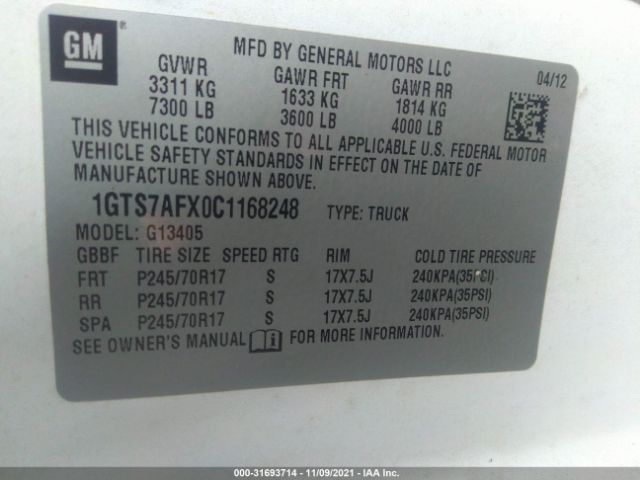 GM
MFD BY GENERAL MOTORS LLC
04/12
GVWR GAWR FRT GAWR RR
3311 KG 1633 KG 1814 KG
7300 LB 3600 LB 4000 LB
THIS VEHICLE CONFORMS TO ALL APPLICABLE U.S. FEDERAL MOTOR
VEHICLE SAFETY STANDARDS IN EFFECT ON THE DATE OF
MANUFACTURE SHOWN ABOVE.
1GTS7AFX0C1168248 TYPE: TRUCK
MODEL: G13405
GBBF TIRE SIZE SPEED RTG RIM COLD TIRE PRESSURE
FRT P245/70R17 S 17X7.5J 240KPA(35PSI)
RR P245/70R17 S 17X7.5J 240KPA(35PSI)
SPA P245/70R17 S 17X7.5J 240KPA(35PSI)
SEE OWNER'S MANUAL FOR MORE INFORMATION.
000-31693714 - 11/09/2021 - IAAI.com